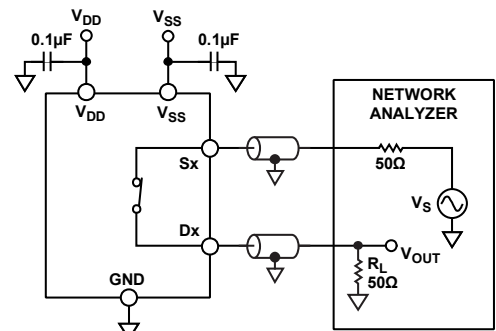 VDD
VSS
0.1µF
0.1µF
VDD
VSS
NETWORK
ANALYZER
Sx
50Ω
VS
Dx
VOUT
RL
50Ω
GND